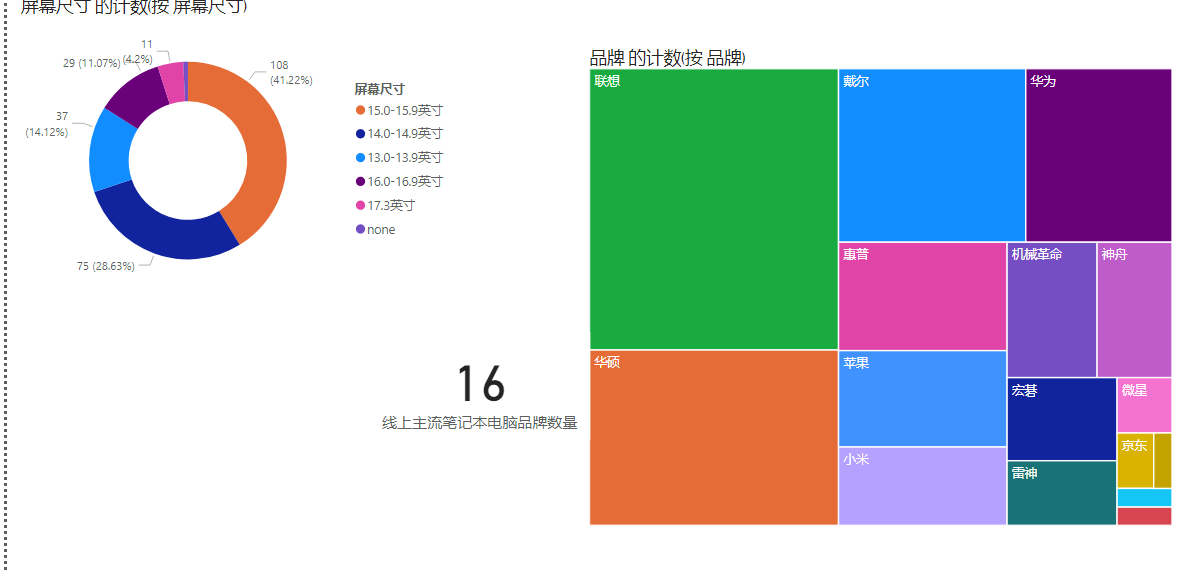 屏幕尺寸 的计数(按 屏幕尺寸)
11
(4.2%)
29 (11.07%)
108
(41.22%)
37
(14.12%)
75 (28.63%)
屏幕尺寸
15.0-15.9英寸
14.0-14.9英寸
13.0-13.9英寸
16.0-16.9英寸
17.3英寸
none
16
线上主流笔记本电脑品牌数量
品牌 的计数(按 品牌)
联想
戴尔
华为
惠普
机械革命
神舟
华硕
苹果
宏碁
微星
京东
小米
雷神